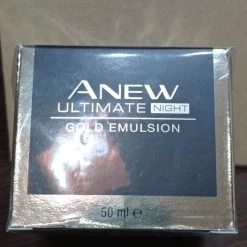 ANEW
ULTIMATE NIGHT
GOLD EMULSION
50 ml e